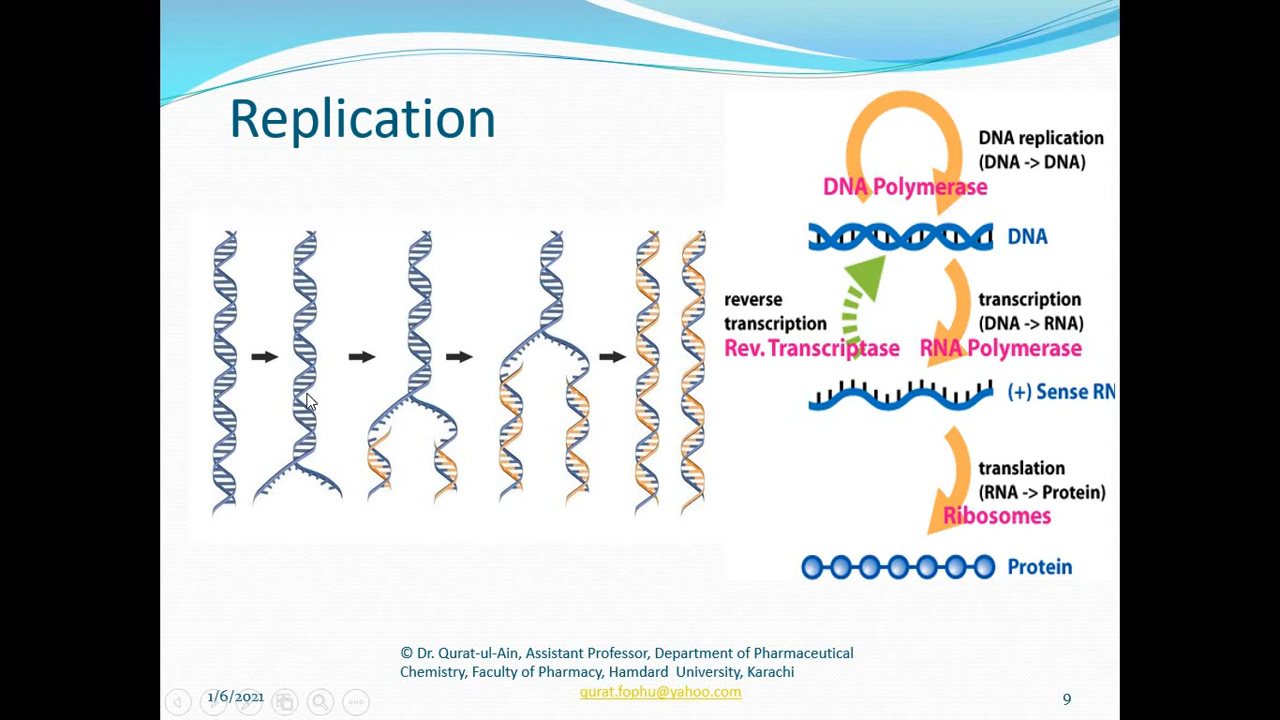 Replication
DNA replication
(DNA -> DNA)
DNA Polymerase
DNA
reverse
transcription
Rev. Transcriptase
transcription
(DNA -> RNA)
RNA Polymerase
(+) Sense RN
translation
(RNA -> Protein)
Ribosomes
Protein
© Dr. Qurat-ul-Ain, Assistant Professor, Department of Pharmaceutical
Chemistry, Faculty of Pharmacy, Hamdard University, Karachi
qurat.fophu@yahoo.com
1/6/2021
9